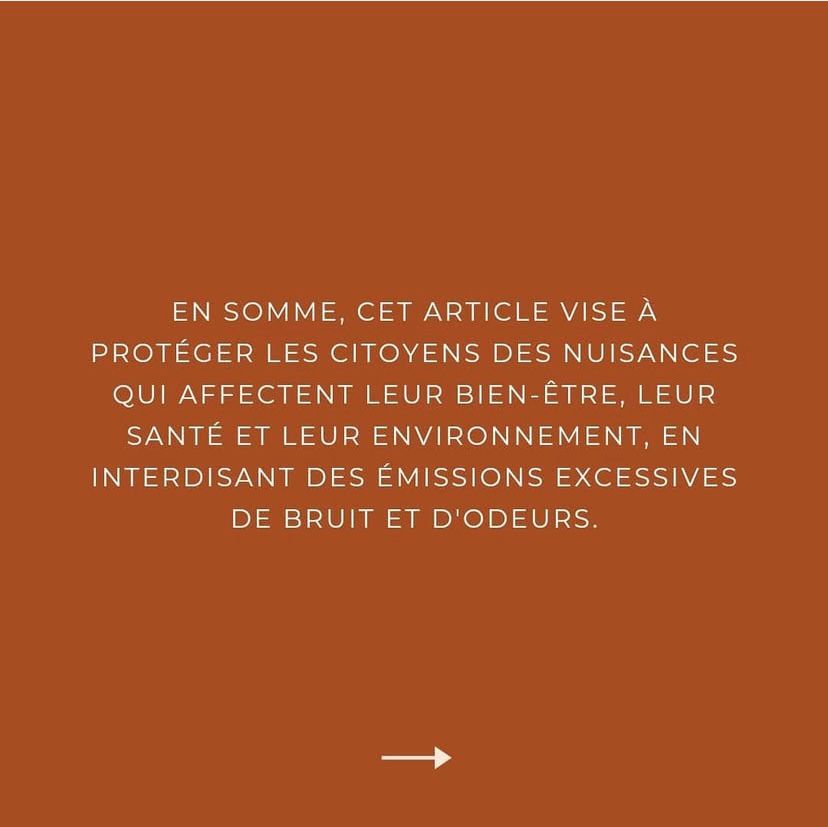 EN SOMME, CET ARTICLE VISE À
PROTÉGER LES CITOYENS DES NUISANCES
QUI AFFECTENT LEUR BIEN-ÊTRE, LEUR
SANTÉ ET LEUR ENVIRONNEMENT, EN
INTERDISANT DES ÉMISSIONS EXCESSIVES
DE BRUIT ET D'ODEURS.